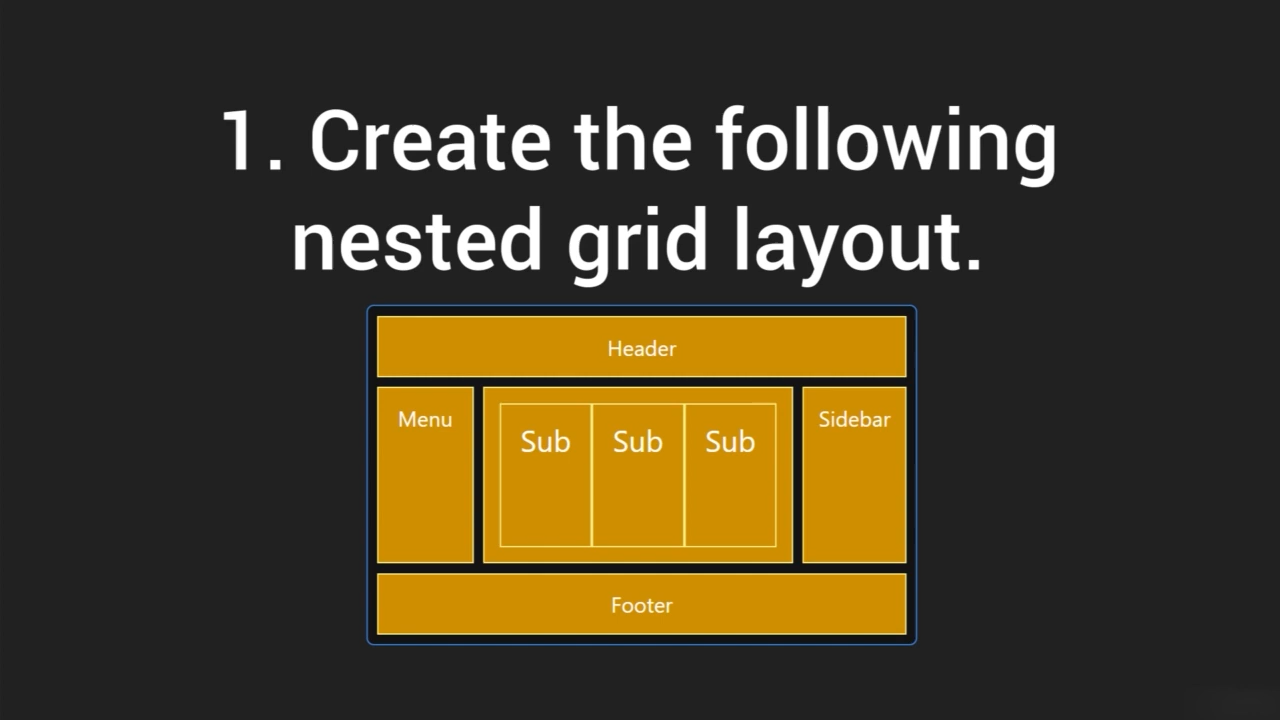 1. Create the following
nested grid layout.
Header
Menu
Sub Sub Sub
Sidebar
Footer